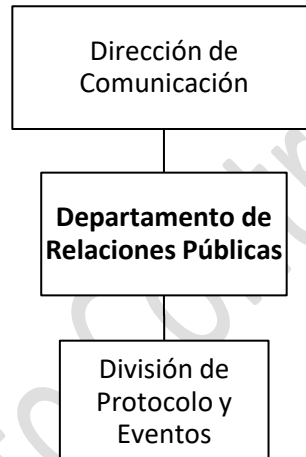 Dirección de
Comunicación
Departamento de
Relaciones Públicas
División de
Protocolo y
Eventos